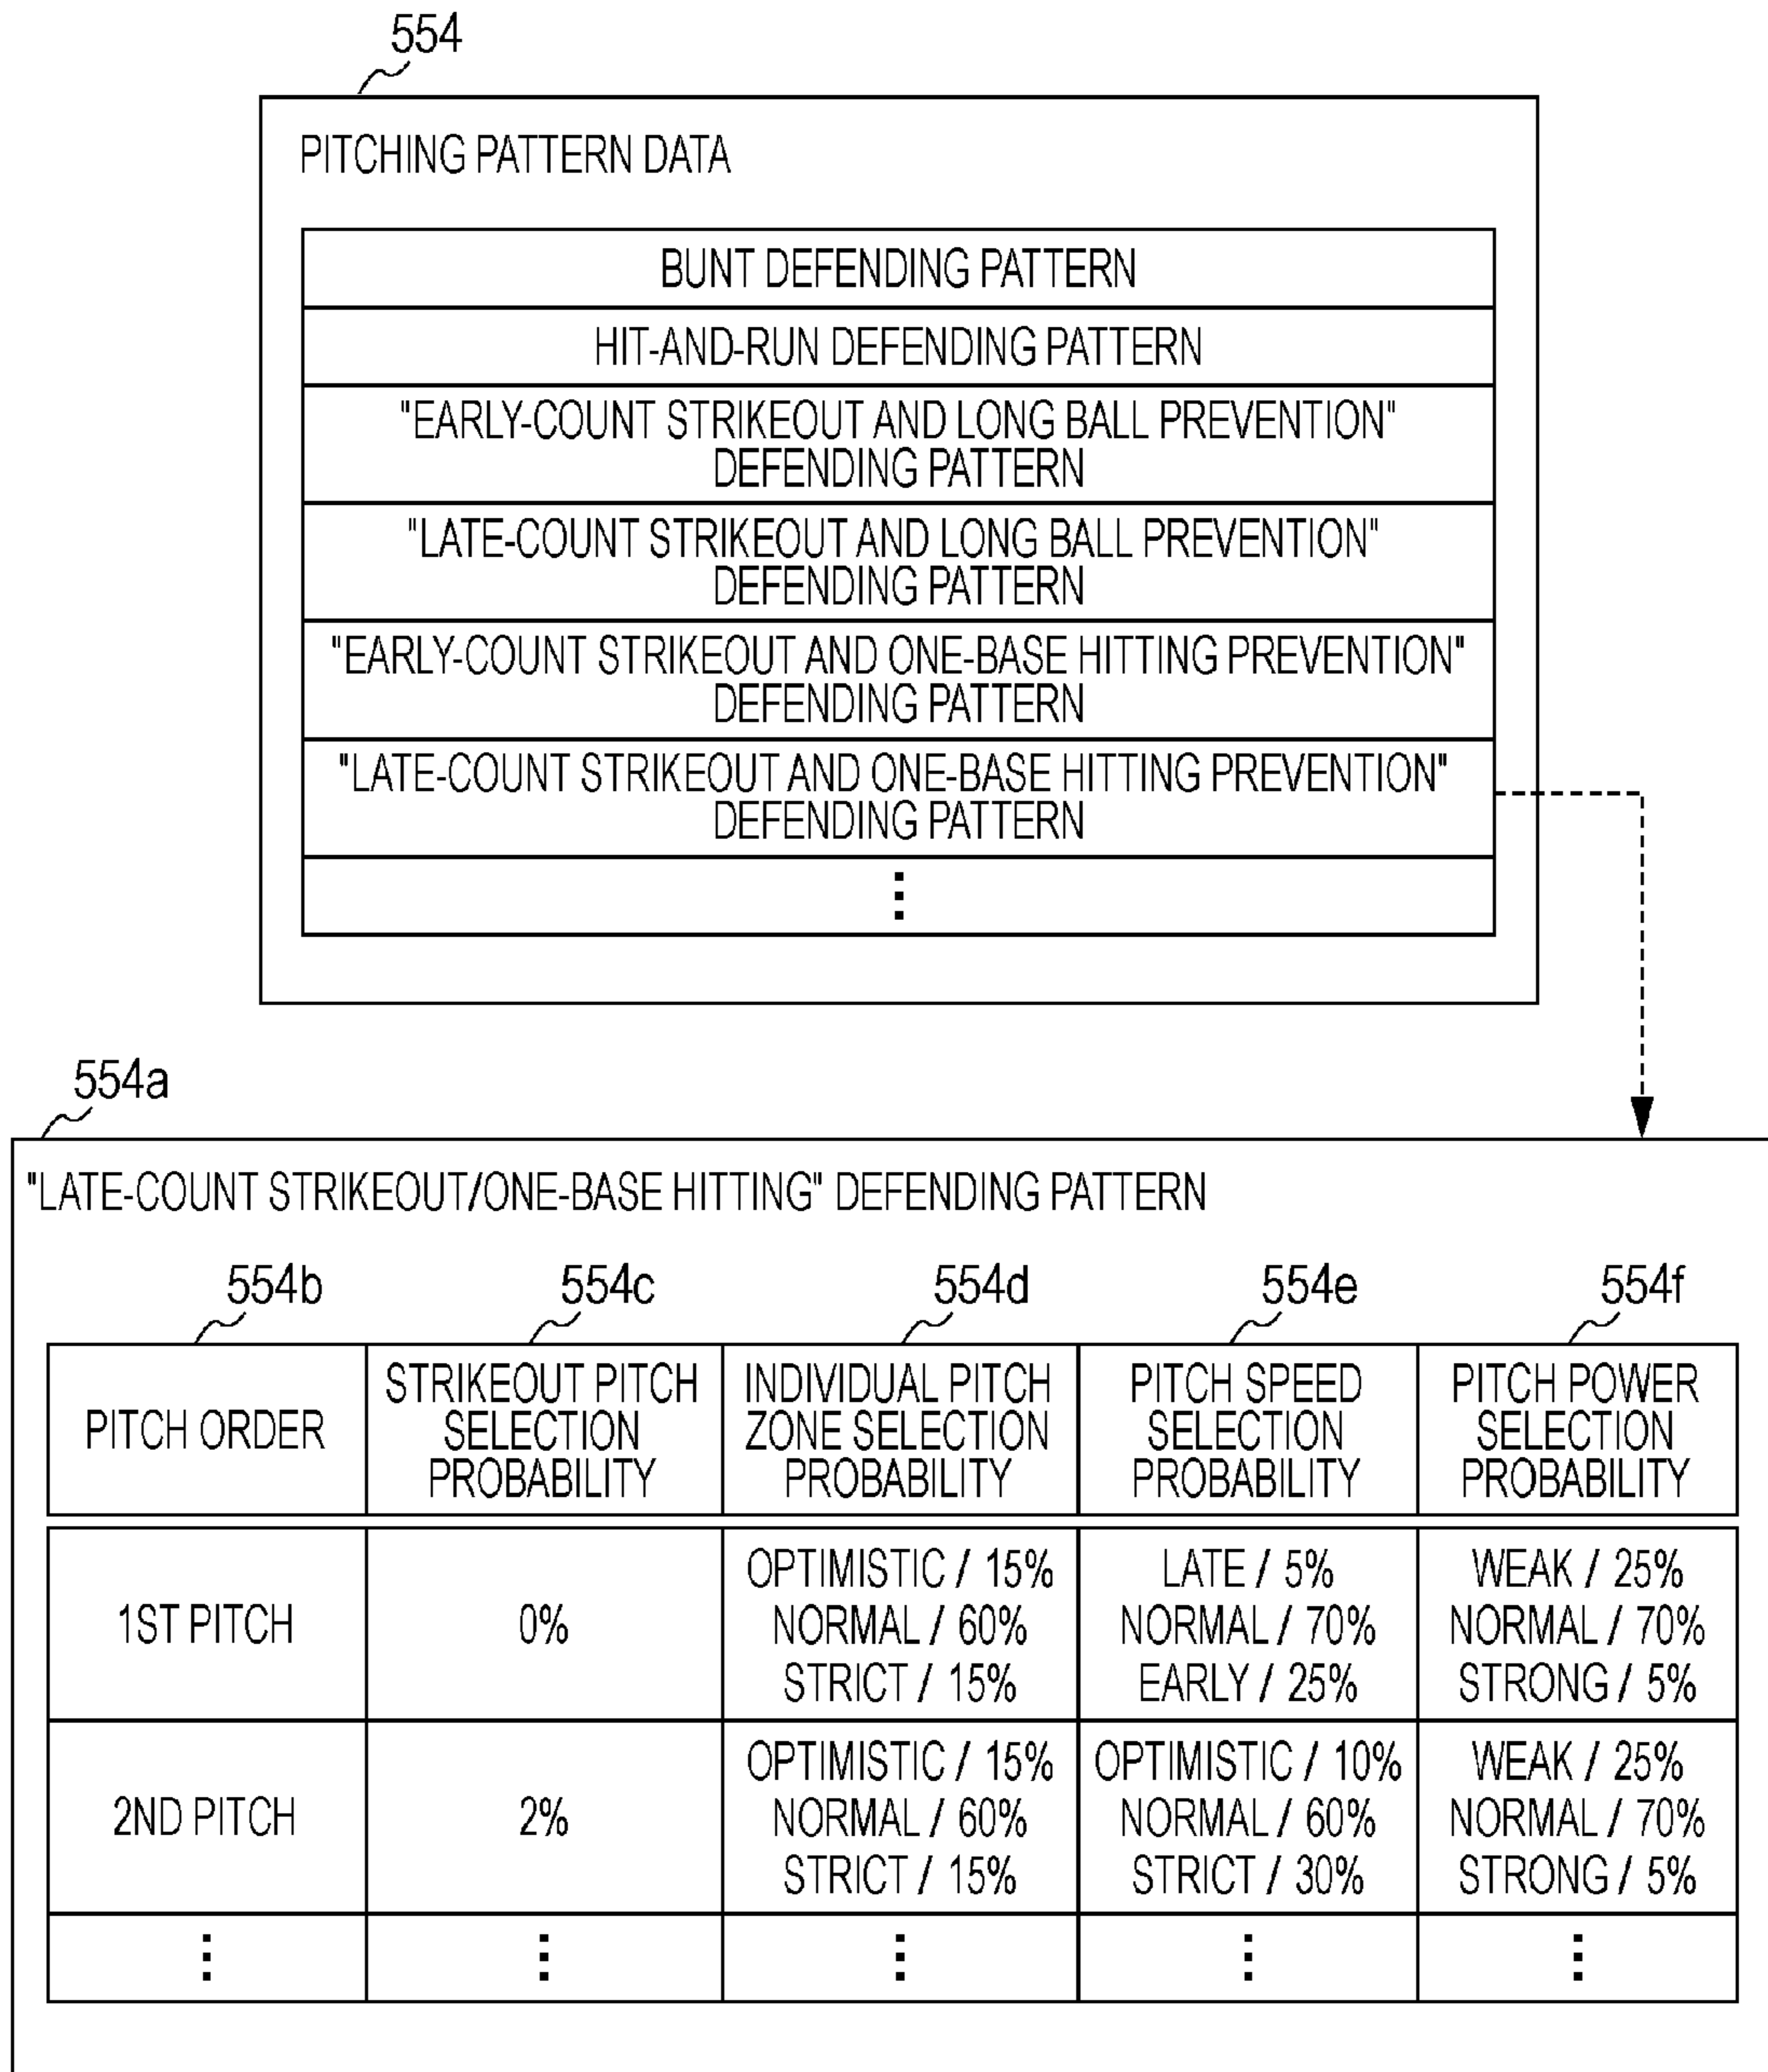 554
PITCHING PATTERN DATA
BUNT DEFENDING PATTERN
HIT-AND-RUN DEFENDING PATTERN
"EARLY-COUNT STRIKEOUT AND LONG BALL PREVENTION"
DEFENDING PATTERN
"LATE-COUNT STRIKEOUT AND LONG BALL PREVENTION"
DEFENDING PATTERN
"EARLY-COUNT STRIKEOUT AND ONE-BASE HITTING PREVENTION"
DEFENDING PATTERN
"LATE-COUNT STRIKEOUT AND ONE-BASE HITTING PREVENTION"
DEFENDING PATTERN
⋮
554a
"LATE-COUNT STRIKEOUT/ONE-BASE HITTING" DEFENDING PATTERN
554b 554c 554d 554e 554f
PITCH ORDER
STRIKEOUT PITCH
SELECTION
PROBABILITY
INDIVIDUAL PITCH
ZONE SELECTION
PROBABILITY
PITCH SPEED
SELECTION
PROBABILITY
PITCH POWER
SELECTION
PROBABILITY
1ST PITCH
0%
OPTIMISTIC / 15%
NORMAL / 60%
STRICT / 15%
LATE / 5%
NORMAL / 70%
EARLY / 25%
WEAK / 25%
NORMAL / 70%
STRONG / 5%
2ND PITCH
2%
OPTIMISTIC / 15%
NORMAL / 60%
STRICT / 15%
OPTIMISTIC / 10%
NORMAL / 60%
STRICT / 30%
WEAK / 25%
NORMAL / 70%
STRONG / 5%
⋮ ⋮ ⋮ ⋮ ⋮